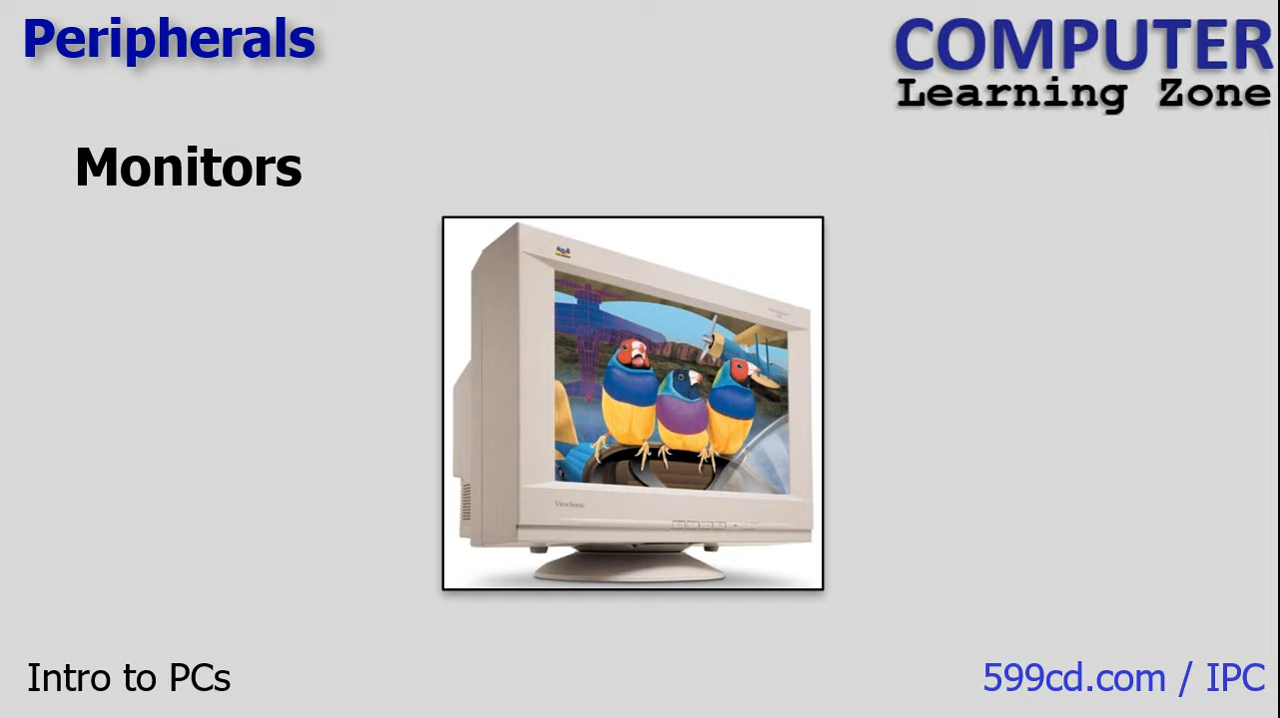 Peripherals
COMPUTER
Learning Zone
Monitors
ViewSonic
Intro to PCs
599cd.com / IPC